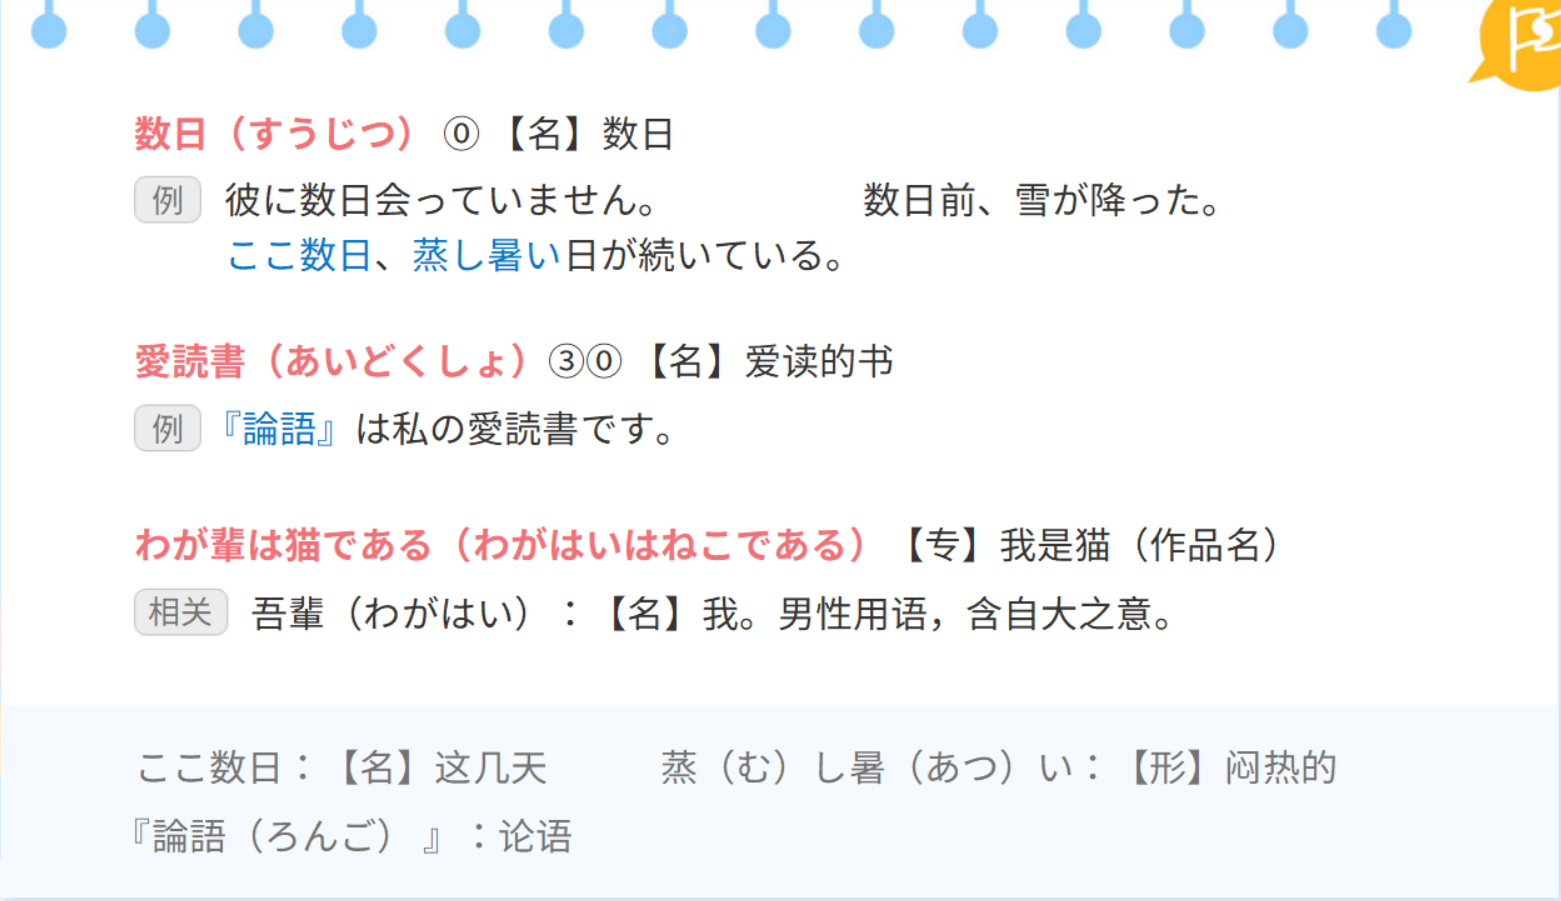 数日（すうじつ） ⓪ 【名】数日
例 彼に数日会っていません。 数日前、雪が降った。
ここ数日、蒸し暑い日が続いている。
愛読書（あいどくしょ）③⓪ 【名】爱读的书
例 『論語』は私の愛読書です。
わが輩は猫である（わがはいはねこである） 【专】我是猫（作品名）
相关 吾輩（わがはい）：【名】我。男性用语，含自大之意。
ここ数日：【名】这几天 蒸（む）し暑（あつ）い：【形】闷热的
『論語（ろんご） 』：论语